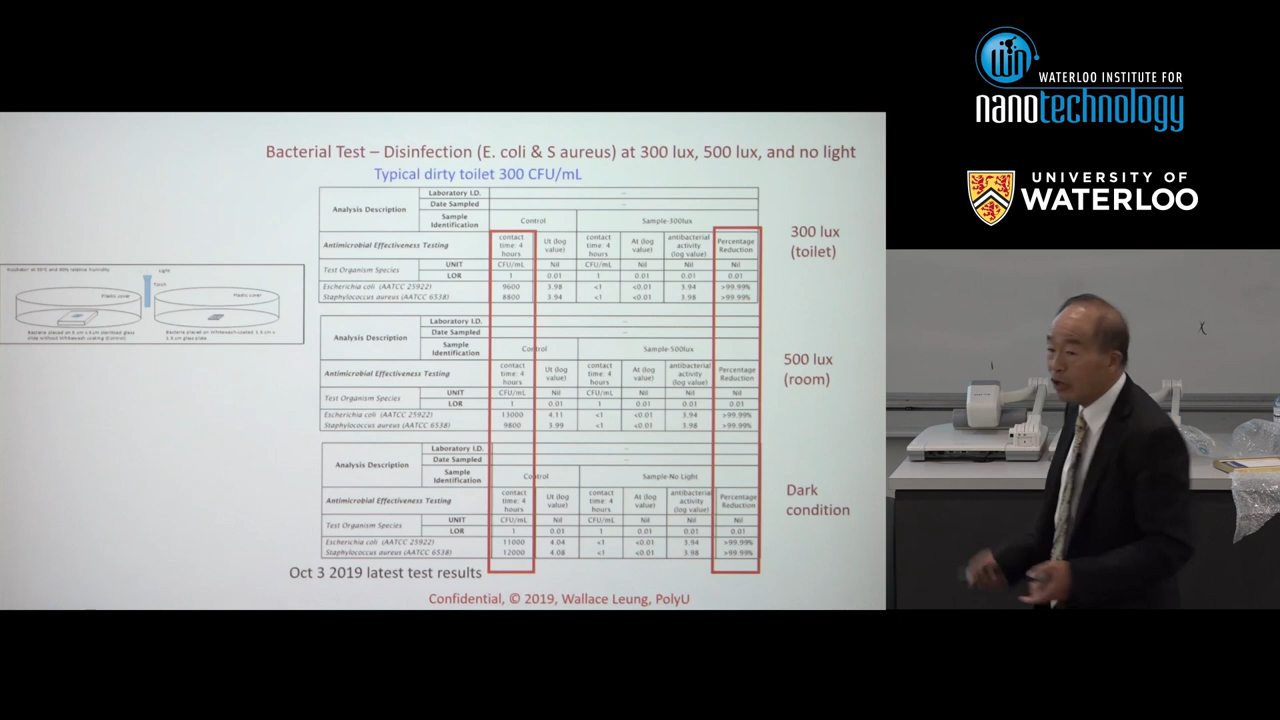 WIN
WATERLOO INSTITUTE FOR
nanotechnology
UNIVERSITY OF
WATERLOO
Bacterial Test – Disinfection (E. coli & S aureus) at 300 lux, 500 lux, and no light
Typical dirty toilet 300 CFU/mL
Light
Torch
Plastic cover
Plastic cover
Analysis Description
Laboratory I.D.
Date Sampled
Sample Identification Control Sample-300lux
Antimicrobial Effectiveness Testing contact time: 4 hours Ut (log value) contact time: 4 hours At (log value) antibacterial activity (log value) Percentage Reduction
Test Organism Species UNIT CFU/mL Nil CFU/mL Nil Nil Nil
LOR 1 0.01 1 0.01 0.01 0.01
Escherichia coli (AATCC 25922) 9600 3.98 <1 <0.01 3.94 >99.99%
Staphylococcus aureus (AATCC 6538) 8800 3.94 <1 <0.01 3.98 >99.99%
300 lux
(toilet)
Analysis Description
Laboratory I.D.
Date Sampled
Sample Identification Control Sample-500lux
Antimicrobial Effectiveness Testing contact time: 4 hours Ut (log value) contact time: 4 hours At (log value) antibacterial activity (log value) Percentage Reduction
Test Organism Species UNIT CFU/mL Nil CFU/mL Nil Nil Nil
LOR 1 0.01 1 0.01 0.01 0.01
Escherichia coli (AATCC 25922) 13000 4.11 <1 <0.01 3.94 >99.99%
Staphylococcus aureus (AATCC 6538) 9800 3.99 <1 <0.01 3.98 >99.99%
500 lux
(room)
Analysis Description
Laboratory I.D.
Date Sampled
Sample Identification Control Sample-No Light
Antimicrobial Effectiveness Testing contact time: 4 hours Ut (log value) contact time: 4 hours At (log value) antibacterial activity (log value) Percentage Reduction
Test Organism Species UNIT CFU/mL Nil CFU/mL Nil Nil Nil
LOR 1 0.01 1 0.01 0.01 0.01
Escherichia coli (AATCC 25922) 11000 4.04 <1 <0.01 3.94 >99.99%
Staphylococcus aureus (AATCC 6538) 12000 4.08 <1 <0.01 3.98 >99.99%
Dark
condition
Oct 3 2019 latest test results
Confidential, © 2019, Wallace Leung, PolyU